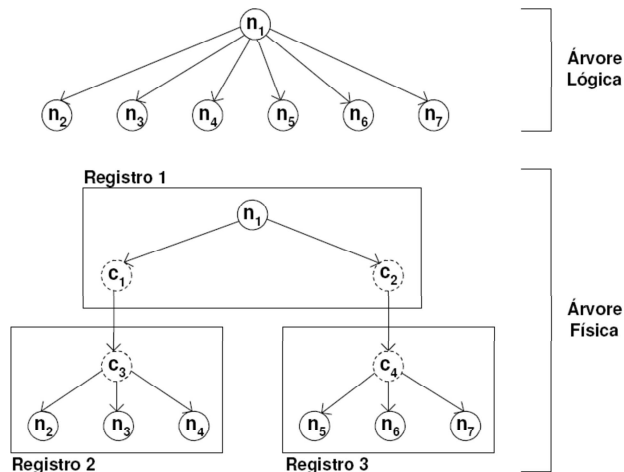 n1
Árvore
Lógica
n2 n3 n4 n5 n6 n7
Registro 1
n1
c1 c2
Árvore
Física
c3 c4
n2 n3 n4 n5 n6 n7
Registro 2 Registro 3